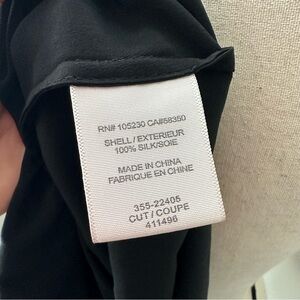 RN# 105230 CA#58350
SHELL / EXTERIEUR
100% SILK/SOIE
MADE IN CHINA
FABRIQUE EN CHINE
355-22405
CUT / COUPE
411496